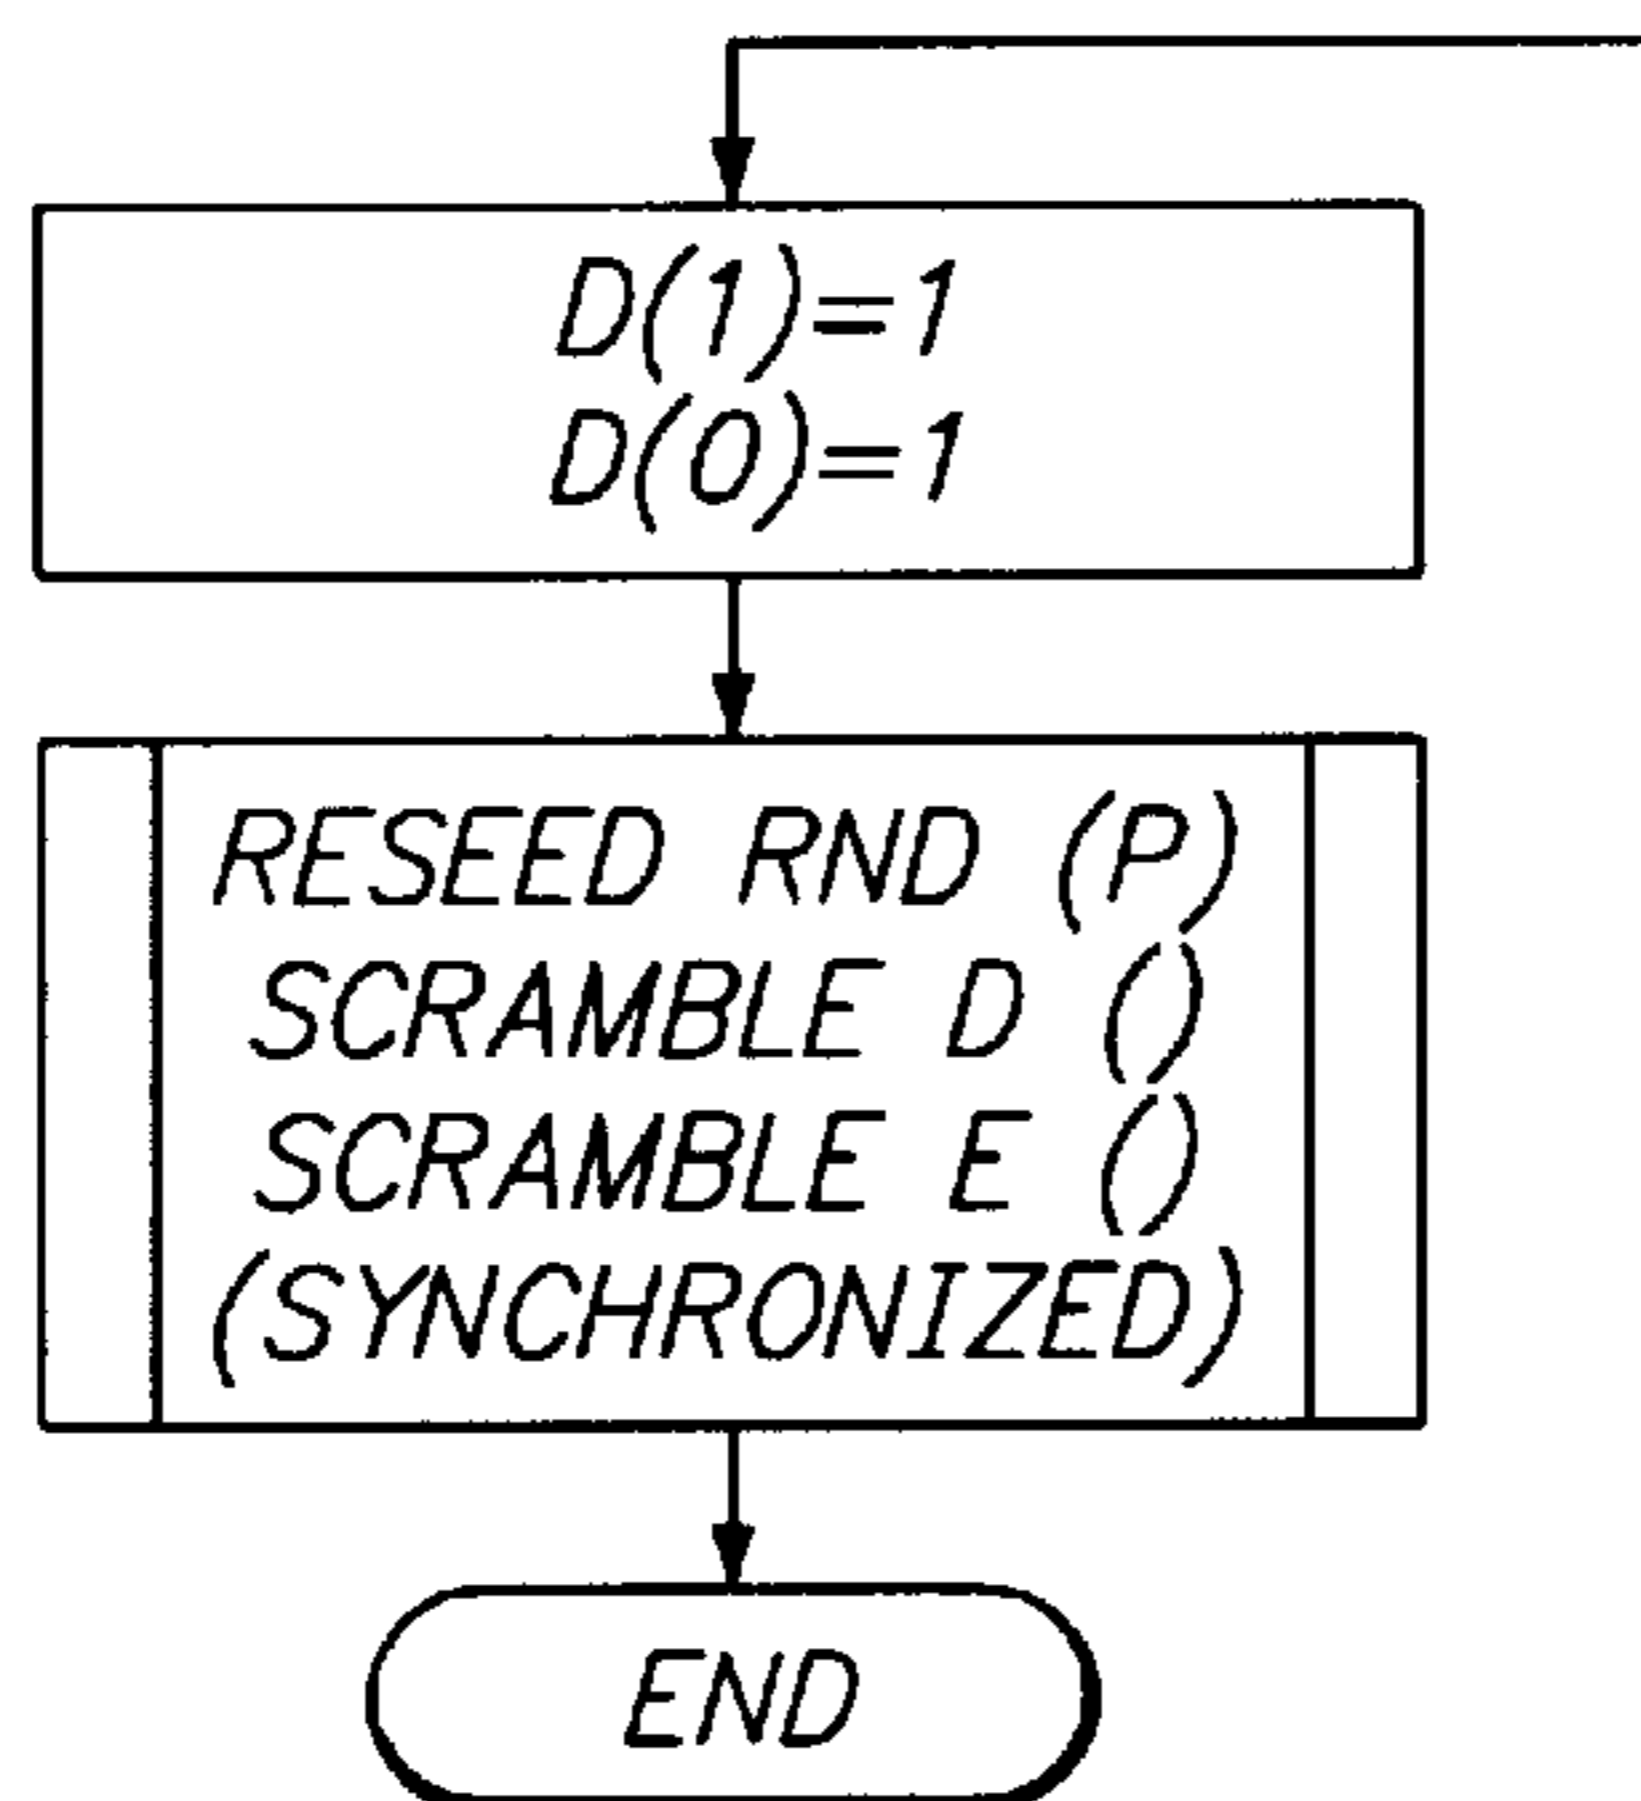 D(1)=1
D(0)=1
RESEED RND (P)
SCRAMBLE D ()
SCRAMBLE E ()
(SYNCHRONIZED)
END